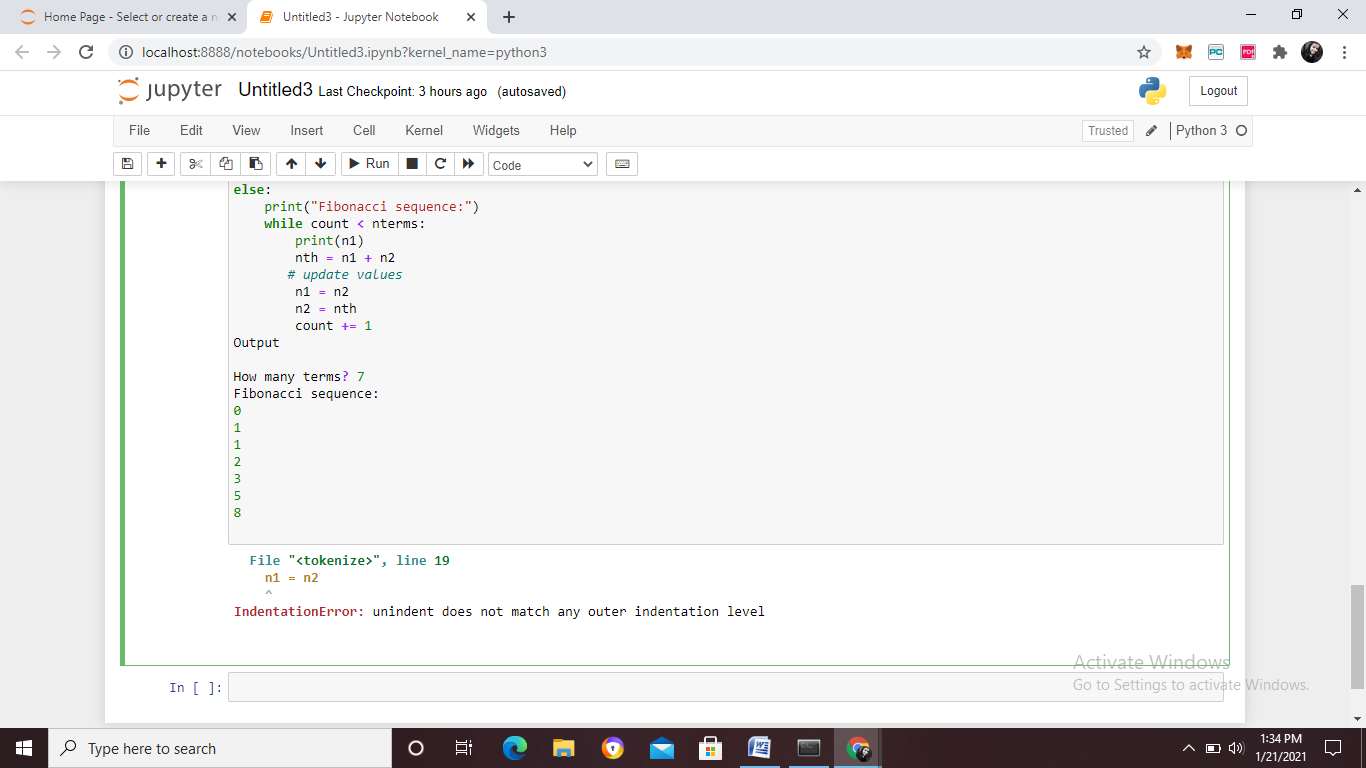 Home Page - Select or create a n
Untitled3 - Jupyter Notebook
localhost:8888/notebooks/Untitled3.ipynb?kernel_name=python3
PC
PDF
jupyter Untitled3 Last Checkpoint: 3 hours ago (autosaved)
Logout
File Edit View Insert Cell Kernel Widgets Help
Trusted
Python 3
Run
Code
else:
    print("Fibonacci sequence:")
    while count < nterms:
        print(n1)
        nth = n1 + n2
       # update values
        n1 = n2
        n2 = nth
        count += 1
Output
How many terms? 7
Fibonacci sequence:
0
1
1
2
3
5
8
  File "<tokenize>", line 19
    n1 = n2
    ^
IndentationError: unindent does not match any outer indentation level
Activate Windows
Go to Settings to activate Windows.
In [ ]:
Type here to search
1:34 PM
1/21/2021